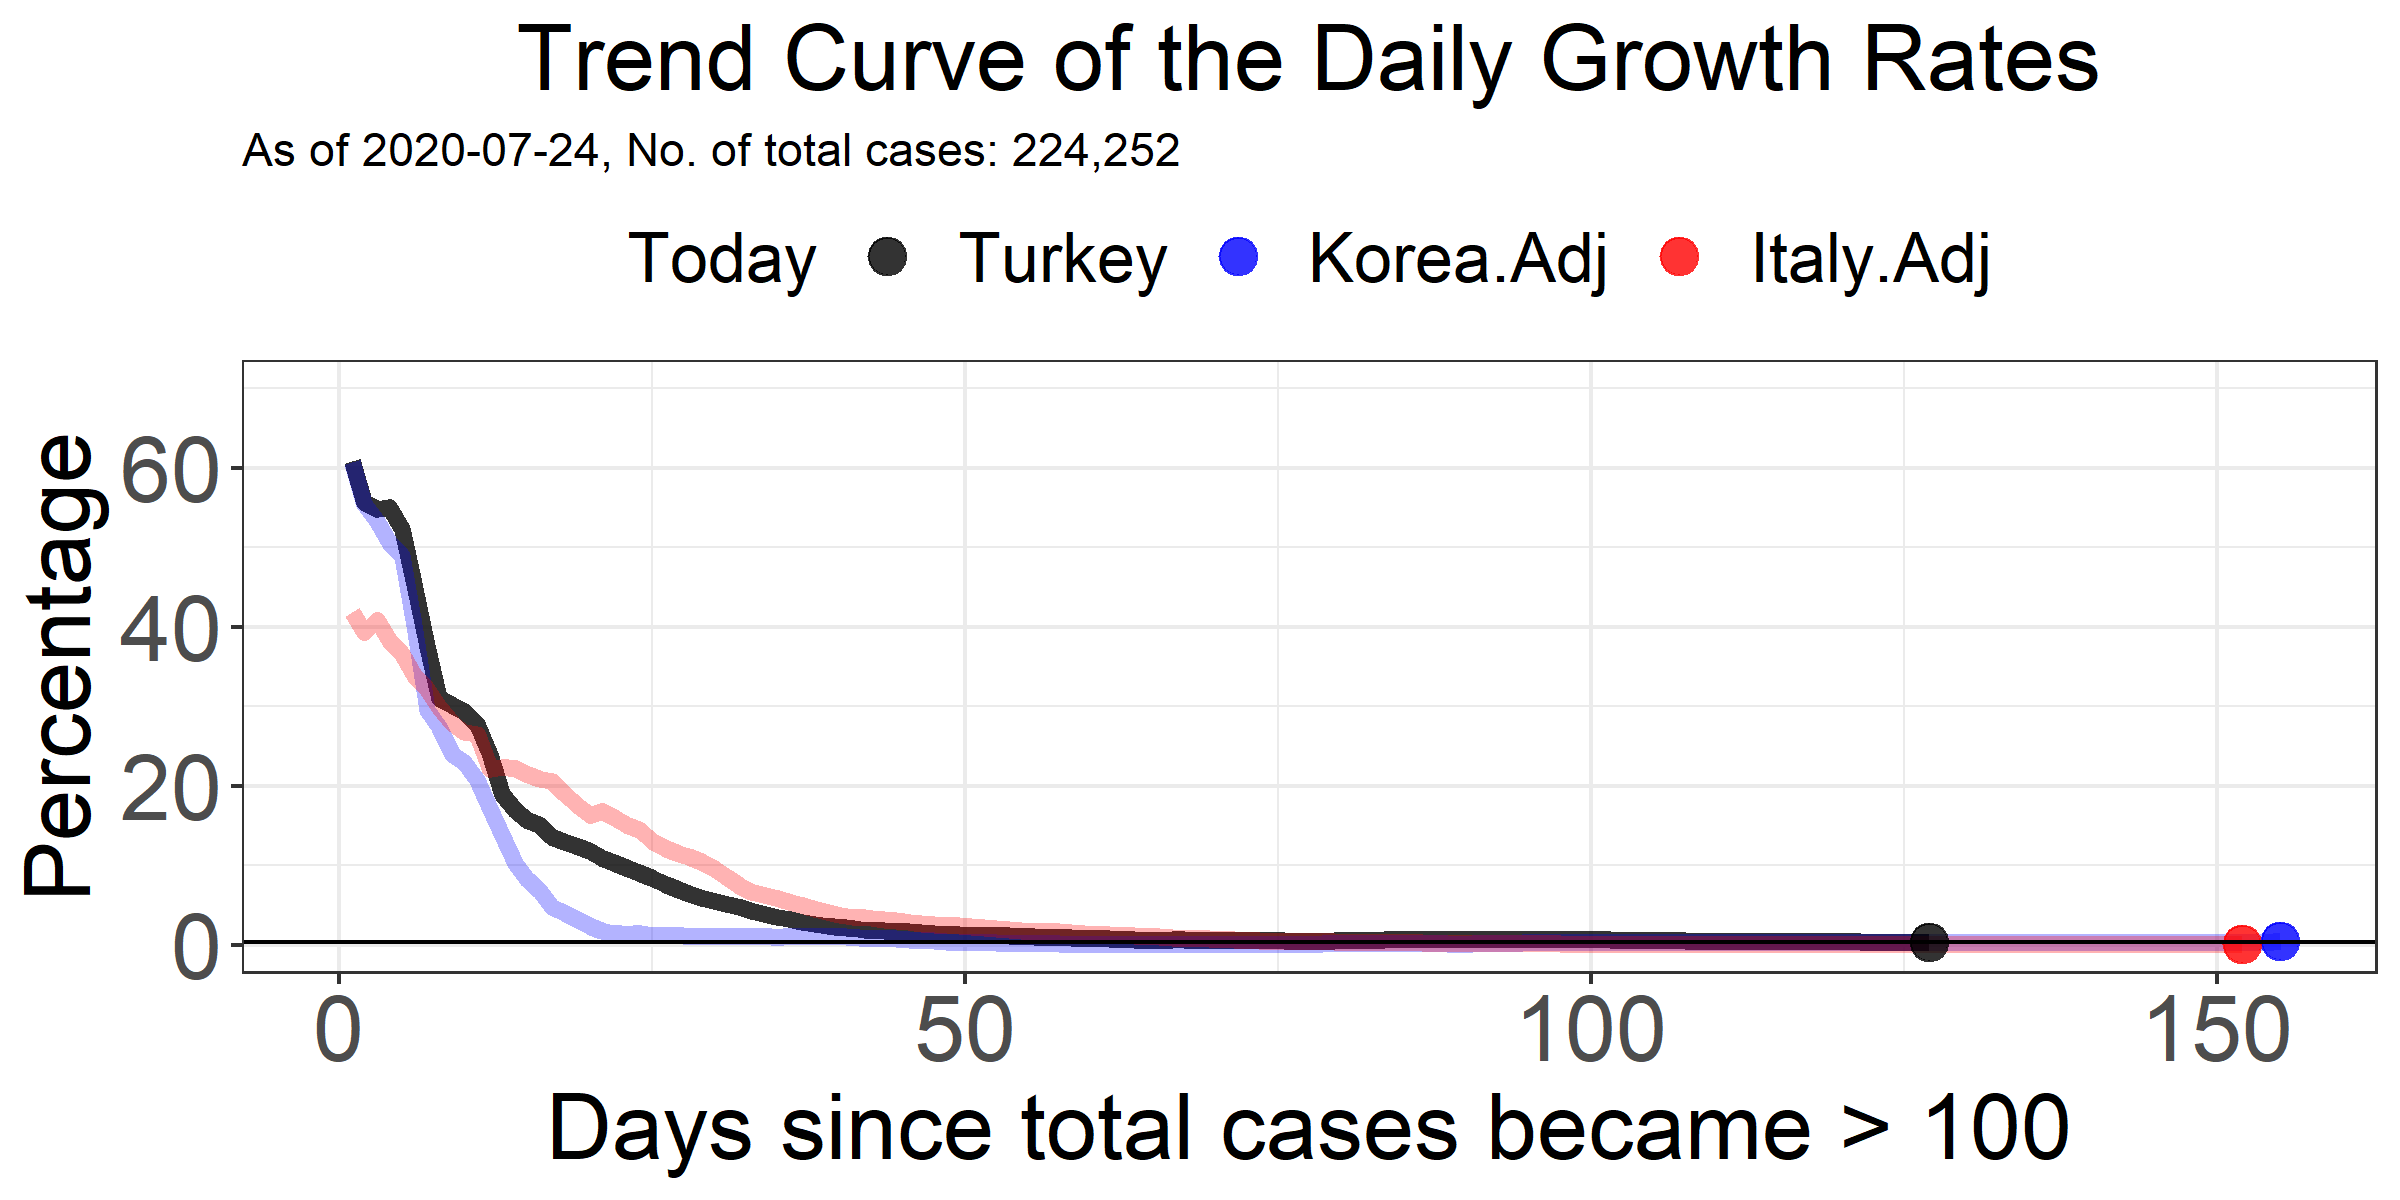 Trend Curve of the Daily Growth Rates
As of 2020-07-24, No. of total cases: 224,252
Today Turkey Korea.Adj Italy.Adj
Percentage
60
40
20
0
0 50 100 150
Days since total cases became > 100